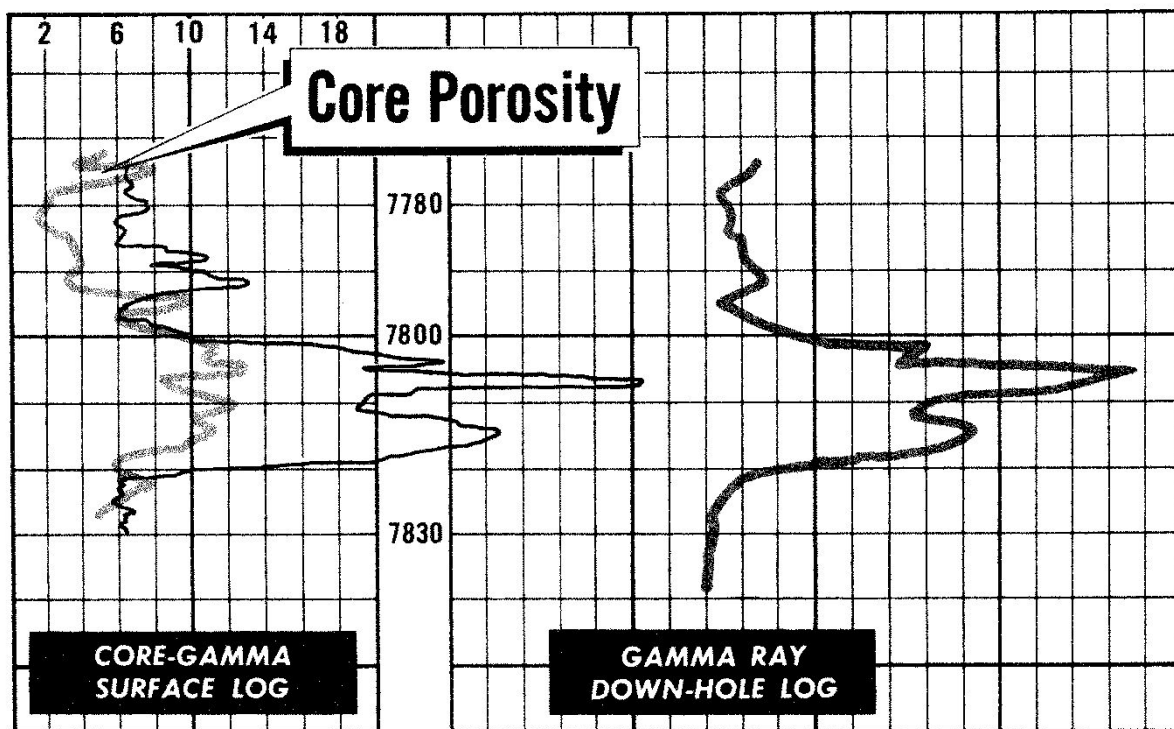 2 6 10 14 18
Core Porosity
7780
7800
7830
CORE-GAMMA
SURFACE LOG
GAMMA RAY
DOWN-HOLE LOG